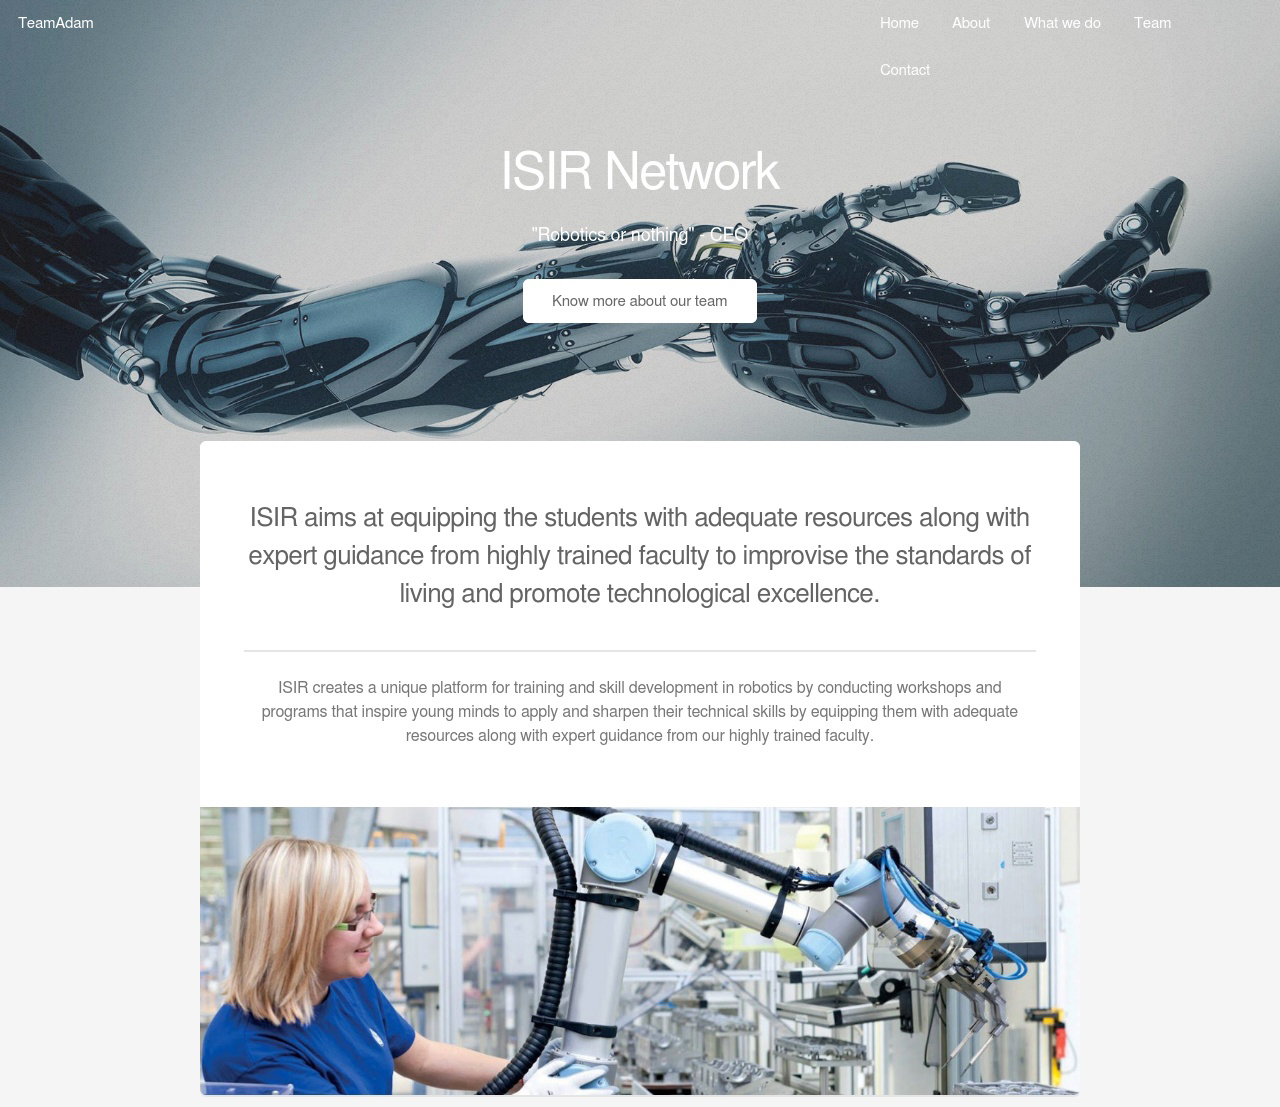 TeamAdam
Home About What we do Team
Contact
ISIR Network
"Robotics or nothing" - CEO
Know more about our team
ISIR aims at equipping the students with adequate resources along with
expert guidance from highly trained faculty to improvise the standards of
living and promote technological excellence.
ISIR creates a unique platform for training and skill development in robotics by conducting workshops and
programs that inspire young minds to apply and sharpen their technical skills by equipping them with adequate
resources along with expert guidance from our highly trained faculty.